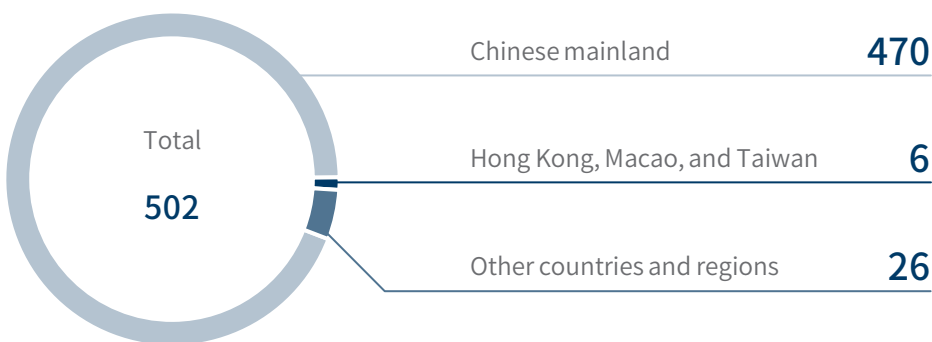 Total
502
Chinese mainland 470
Hong Kong, Macao, and Taiwan 6
Other countries and regions 26